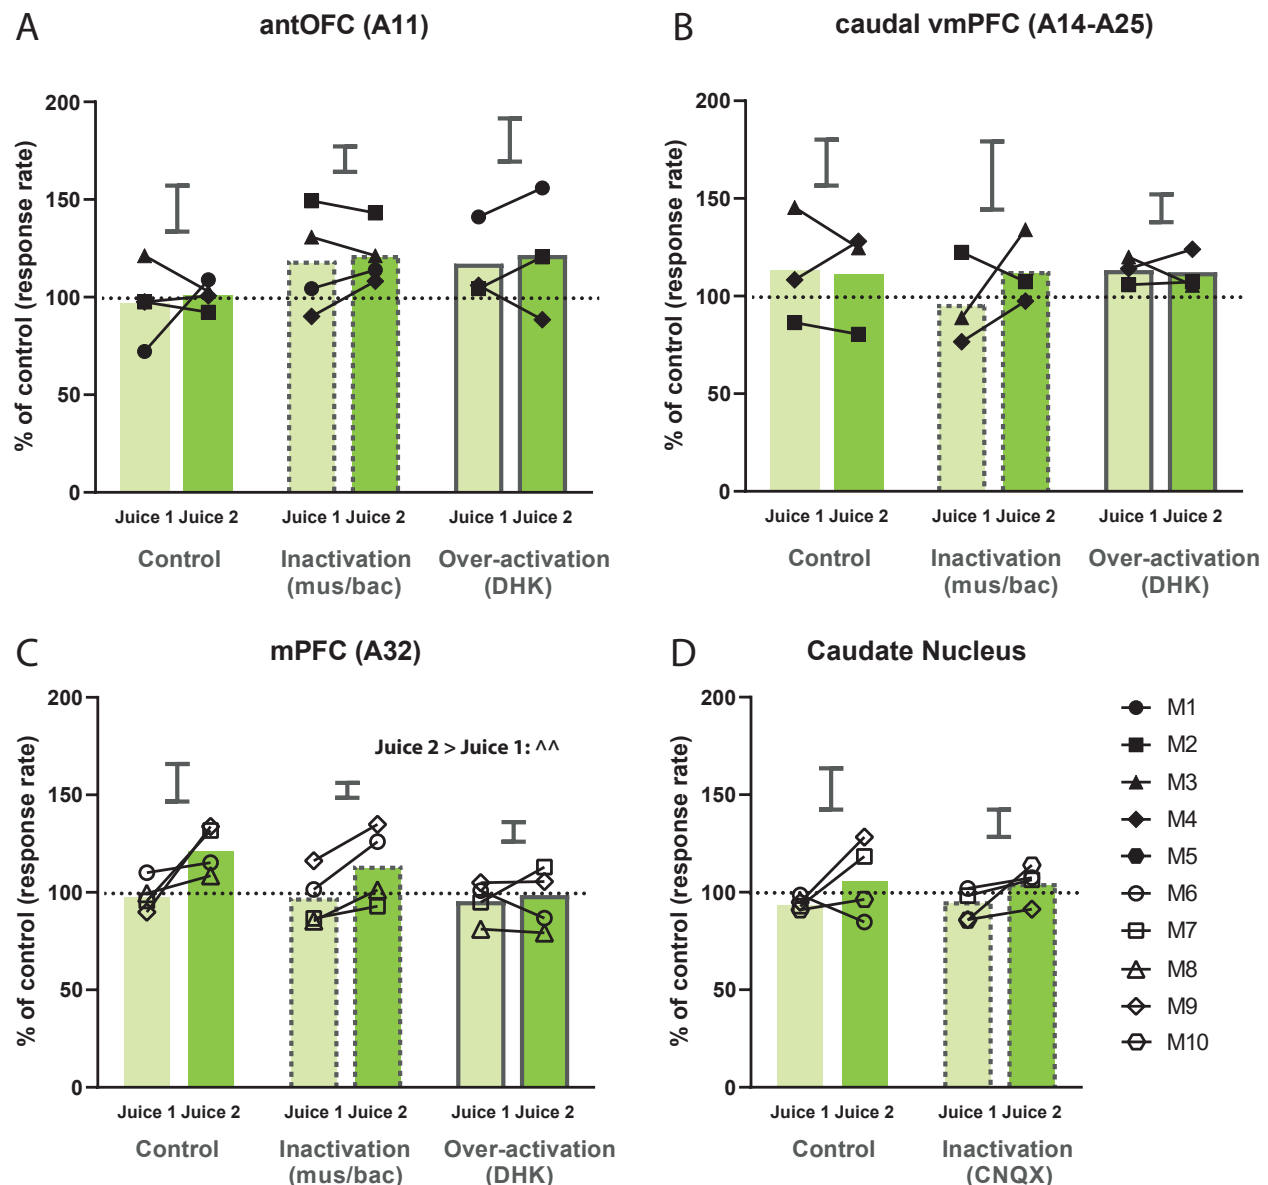 A
antOFC (A11)
% of control (response rate)
200
150
100
50
0
Juice 1 Juice 2
Juice 1 Juice 2
Juice 1 Juice 2
Control
Inactivation
(mus/bac)
Over-activation
(DHK)
B
caudal vmPFC (A14-A25)
% of control (response rate)
200
150
100
50
0
Juice 1 Juice 2
Juice 1 Juice 2
Juice 1 Juice 2
Control
Inactivation
(mus/bac)
Over-activation
(DHK)
C
mPFC (A32)
% of control (response rate)
200
150
100
50
0
Juice 2 > Juice 1: ^^
Juice 1 Juice 2
Juice 1 Juice 2
Juice 1 Juice 2
Control
Inactivation
(mus/bac)
Over-activation
(DHK)
D
Caudate Nucleus
% of control (response rate)
200
150
100
50
0
Juice 1 Juice 2
Juice 1 Juice 2
Control
Inactivation
(CNQX)
M1
M2
M3
M4
M5
M6
M7
M8
M9
M10